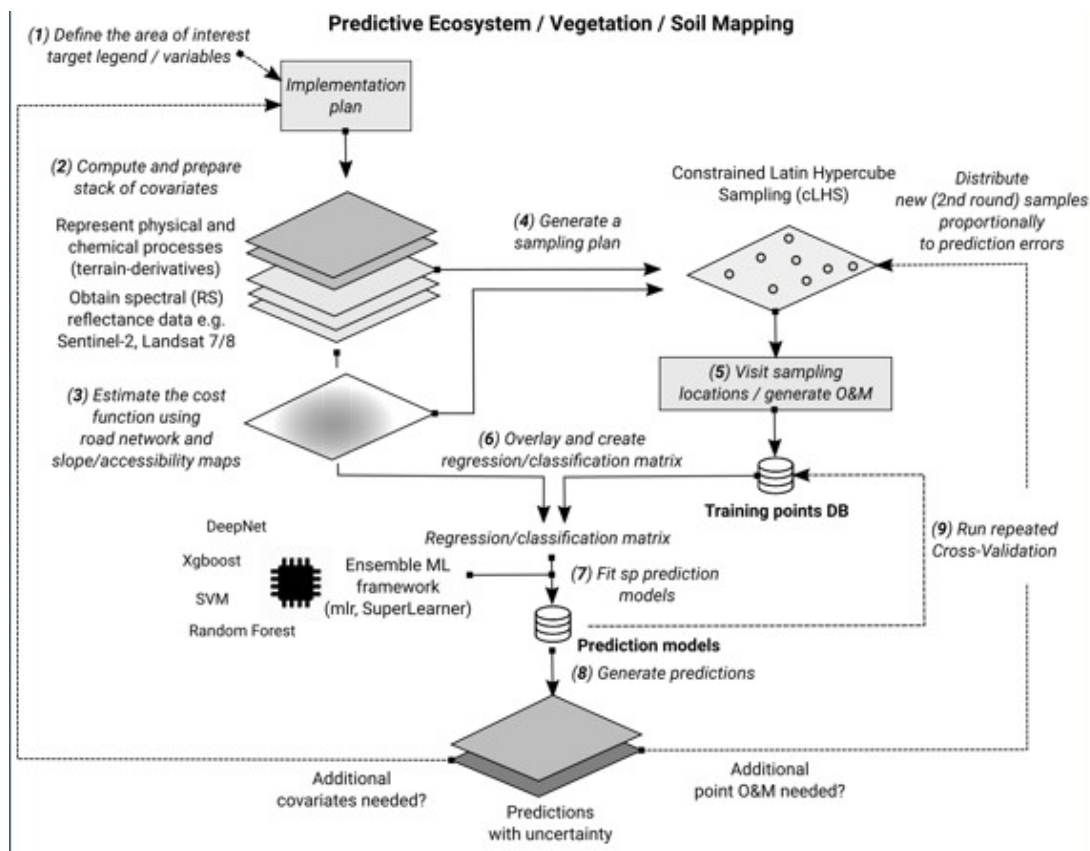 Predictive Ecosystem / Vegetation / Soil Mapping
(1) Define the area of interest
target legend / variables
Implementation
plan
(2) Compute and prepare
stack of covariates
Represent physical and
chemical processes
(terrain-derivatives)
Obtain spectral (RS)
reflectance data e.g.
Sentinel-2, Landsat 7/8
(3) Estimate the cost
function using
road network and
slope/accessibility maps
(4) Generate a
sampling plan
Constrained Latin Hypercube
Sampling (cLHS)
Distribute
new (2nd round) samples
proportionally
to prediction errors
(5) Visit sampling
locations / generate O&M
(6) Overlay and create
regression/classification matrix
Training points DB
Regression/classification matrix
DeepNet
Xgboost
SVM
Random Forest
Ensemble ML
framework
(mlr, SuperLearner)
(7) Fit sp prediction
models
(9) Run repeated
Cross-Validation
Prediction models
(8) Generate predictions
Additional
covariates needed?
Predictions
with uncertainty
Additional
point O&M needed?